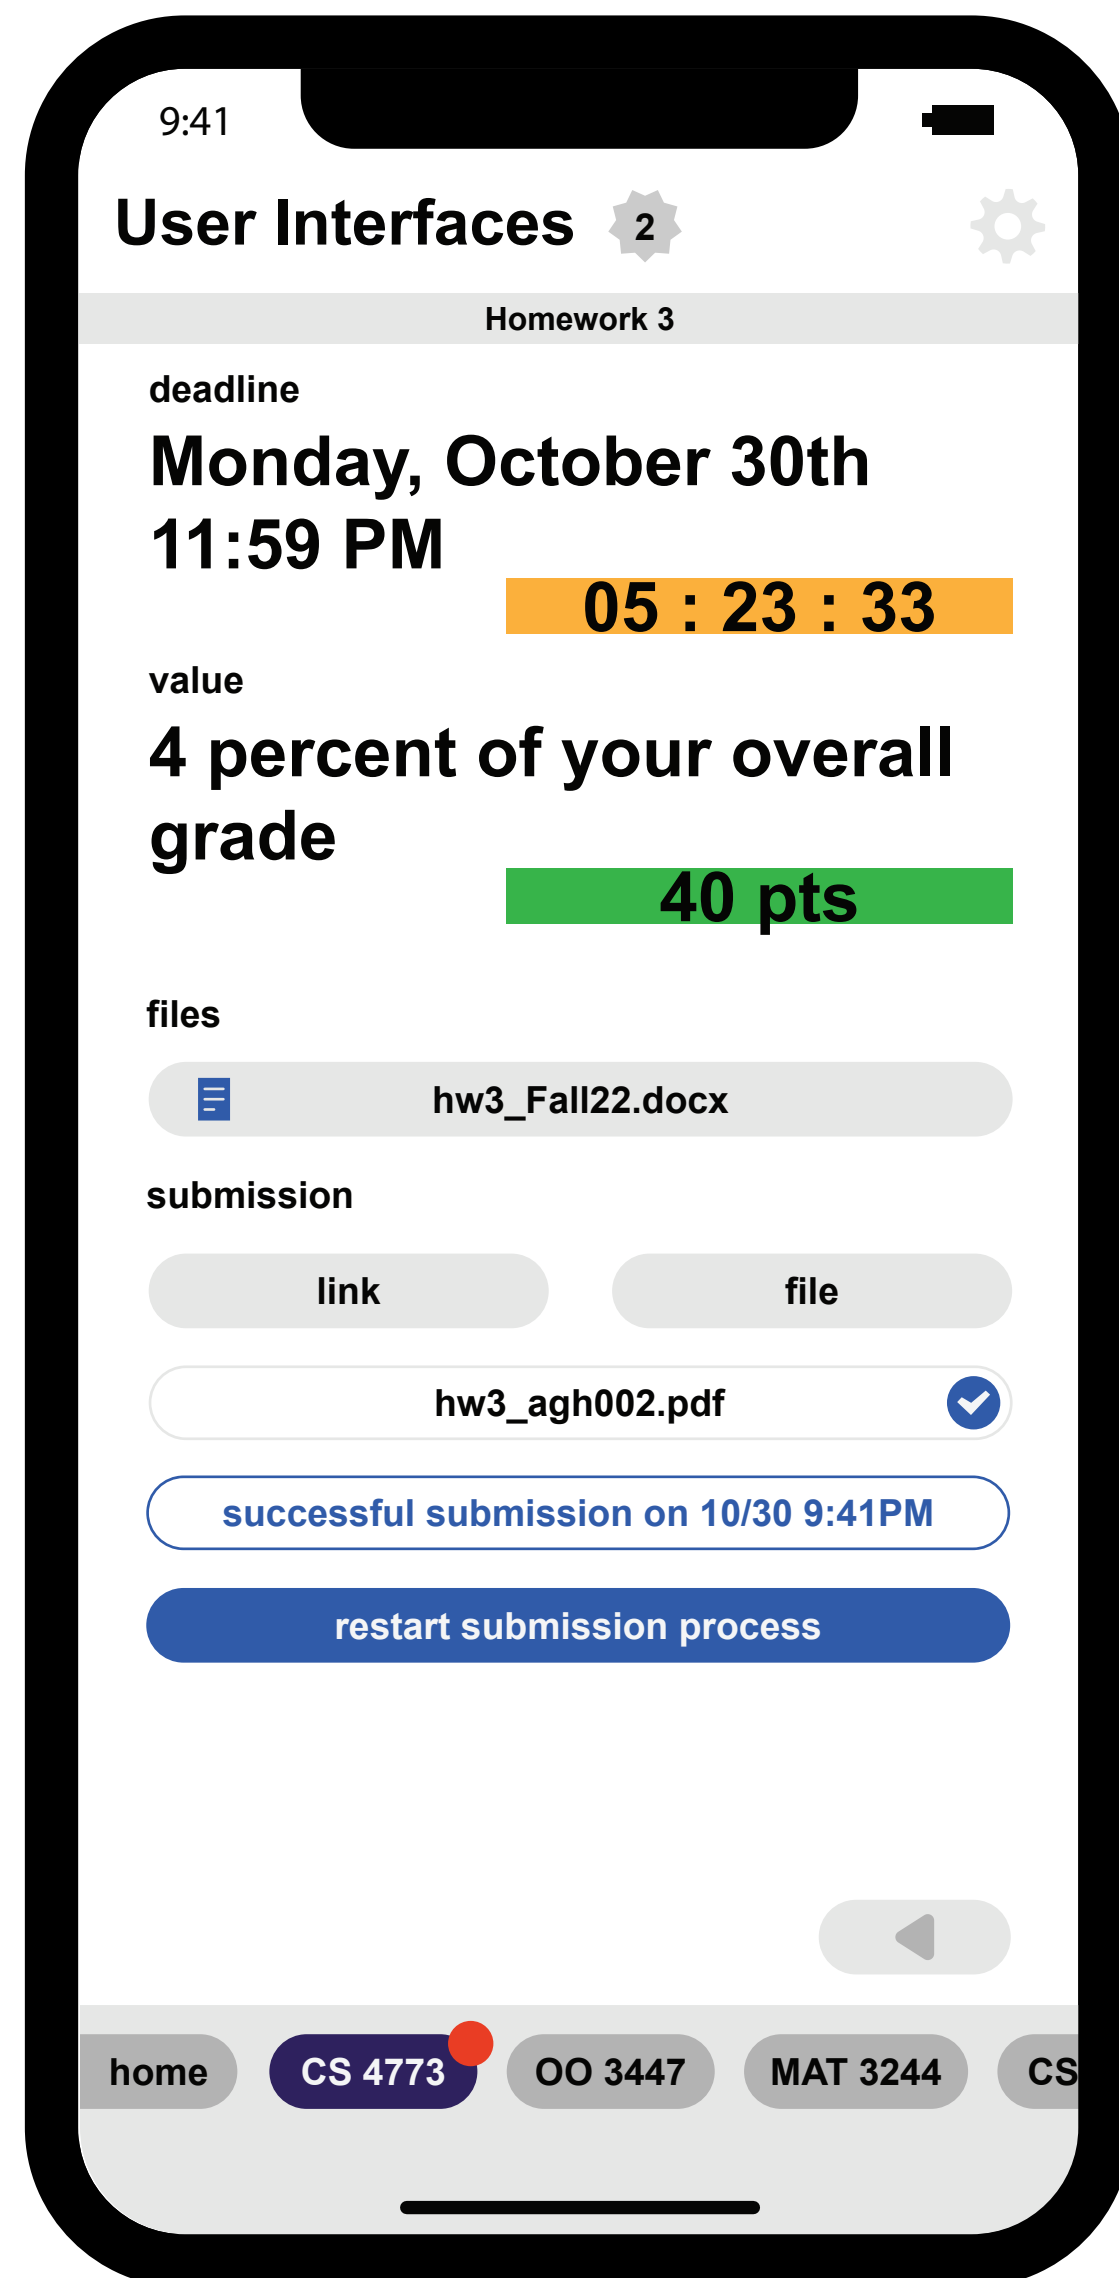 9:41
User Interfaces 2
Homework 3
deadline
Monday, October 30th
11:59 PM
05 : 23 : 33
value
4 percent of your overall
grade
40 pts
files
hw3_Fall22.docx
submission
link file
hw3_agh002.pdf
successful submission on 10/30 9:41PM
restart submission process
home CS 4773 OO 3447 MAT 3244 CS